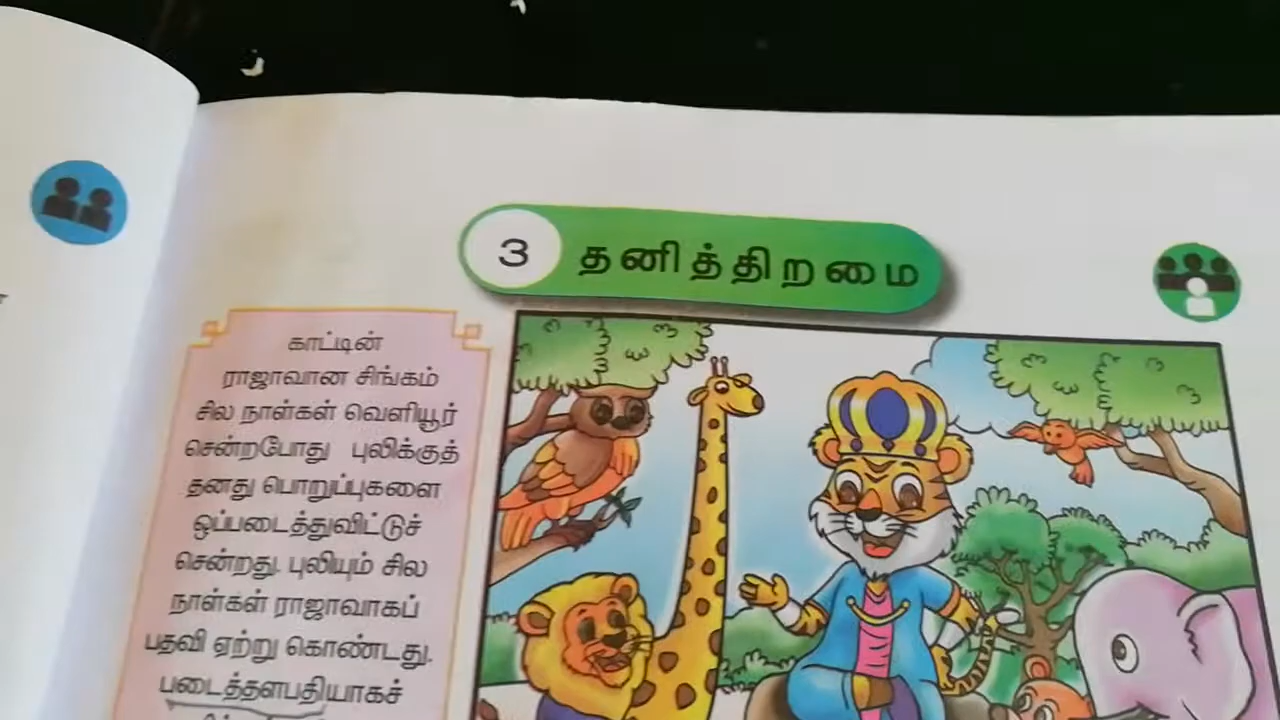 3 தனித்திறமை
காட்டின்
ராஜாவான சிங்கம்
சில நாள்கள் வெளியூர்
சென்றபோது புலிக்குத்
தனது பொறுப்புகளை
ஒப்படைத்துவிட்டுச்
சென்றது. புலியும் சில
நாள்கள் ராஜாவாகப்
பதவி ஏற்று கொண்டது.
படைத்தளபதியாகச்